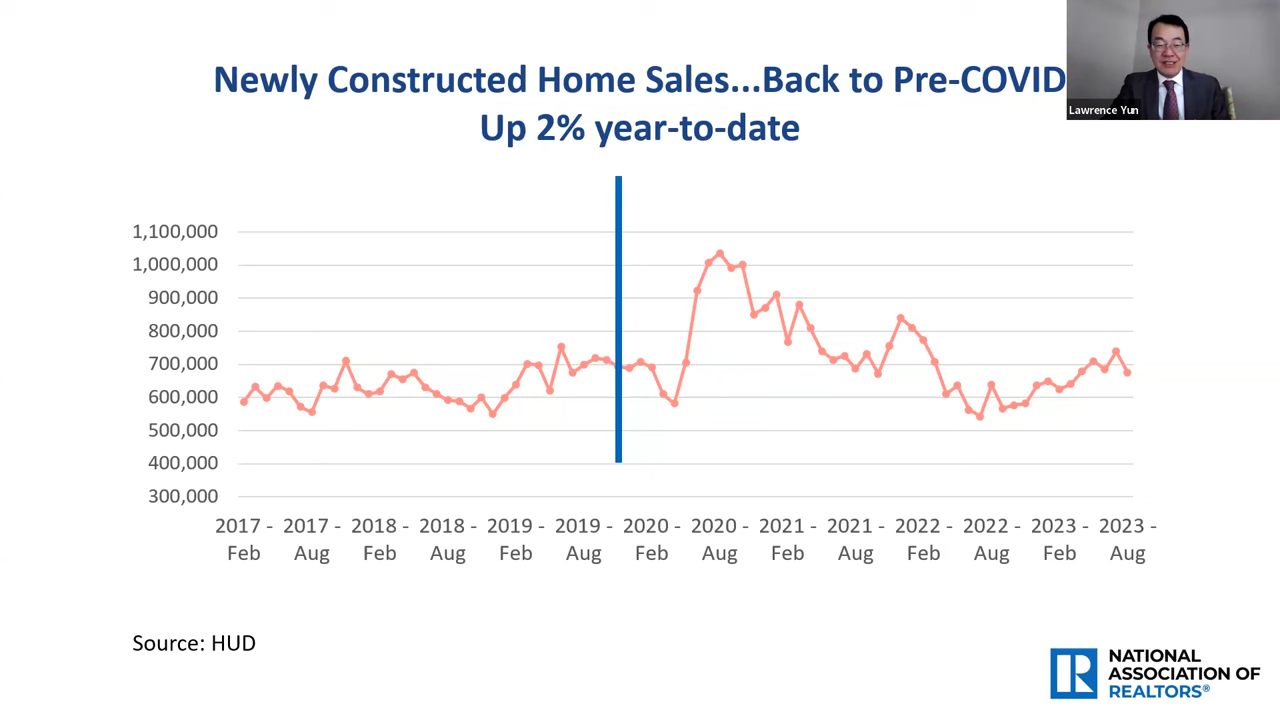 Newly Constructed Home Sales...Back to Pre-COVID
Up 2% year-to-date
Lawrence Yun
1,100,000
1,000,000
900,000
800,000
700,000
600,000
500,000
400,000
300,000
2017 - Feb
2017 - Aug
2018 - Feb
2018 - Aug
2019 - Feb
2019 - Aug
2020 - Feb
2020 - Aug
2021 - Feb
2021 - Aug
2022 - Feb
2022 - Aug
2023 - Feb
2023 - Aug
Source: HUD
NATIONAL
ASSOCIATION OF
REALTORS®